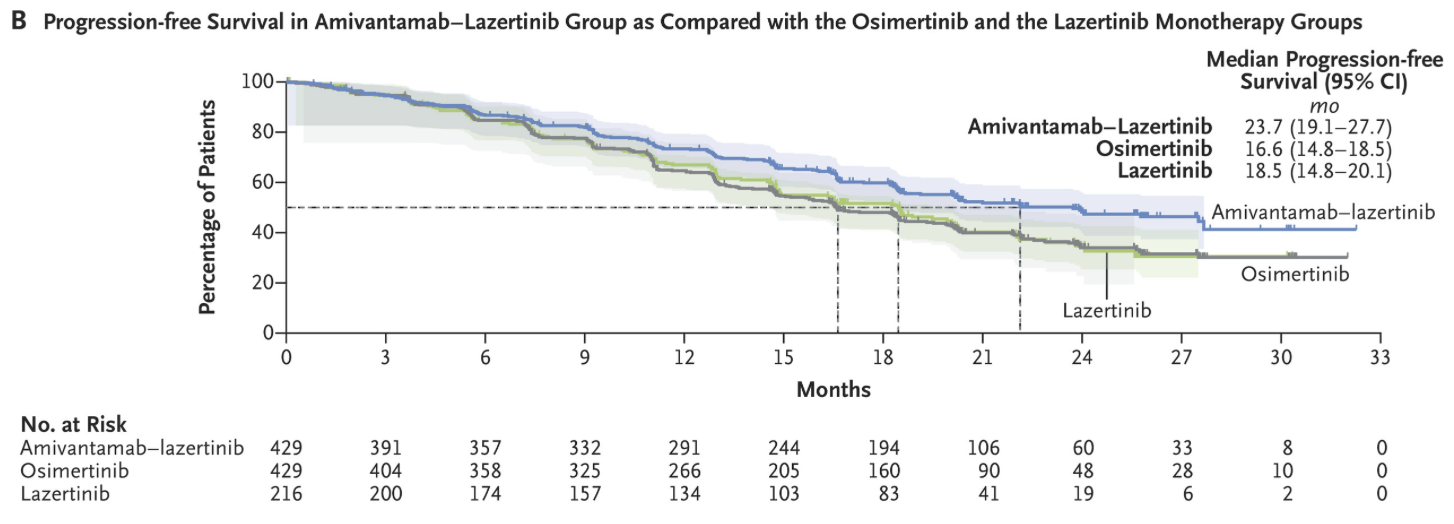 B Progression-free Survival in Amivantamab–Lazertinib Group as Compared with the Osimertinib and the Lazertinib Monotherapy Groups
Median Progression-free
Survival (95% CI)
mo
Amivantamab–Lazertinib 23.7 (19.1–27.7)
Osimertinib 16.6 (14.8–18.5)
Lazertinib 18.5 (14.8–20.1)
Percentage of Patients
100
80
60
40
20
0
Amivantamab–lazertinib
Osimertinib
Lazertinib
0 3 6 9 12 15 18 21 24 27 30 33
Months
No. at Risk
Amivantamab–lazertinib 429 391 357 332 291 244 194 106 60 33 8 0
Osimertinib 429 404 358 325 266 205 160 90 48 28 10 0
Lazertinib 216 200 174 157 134 103 83 41 19 6 2 0